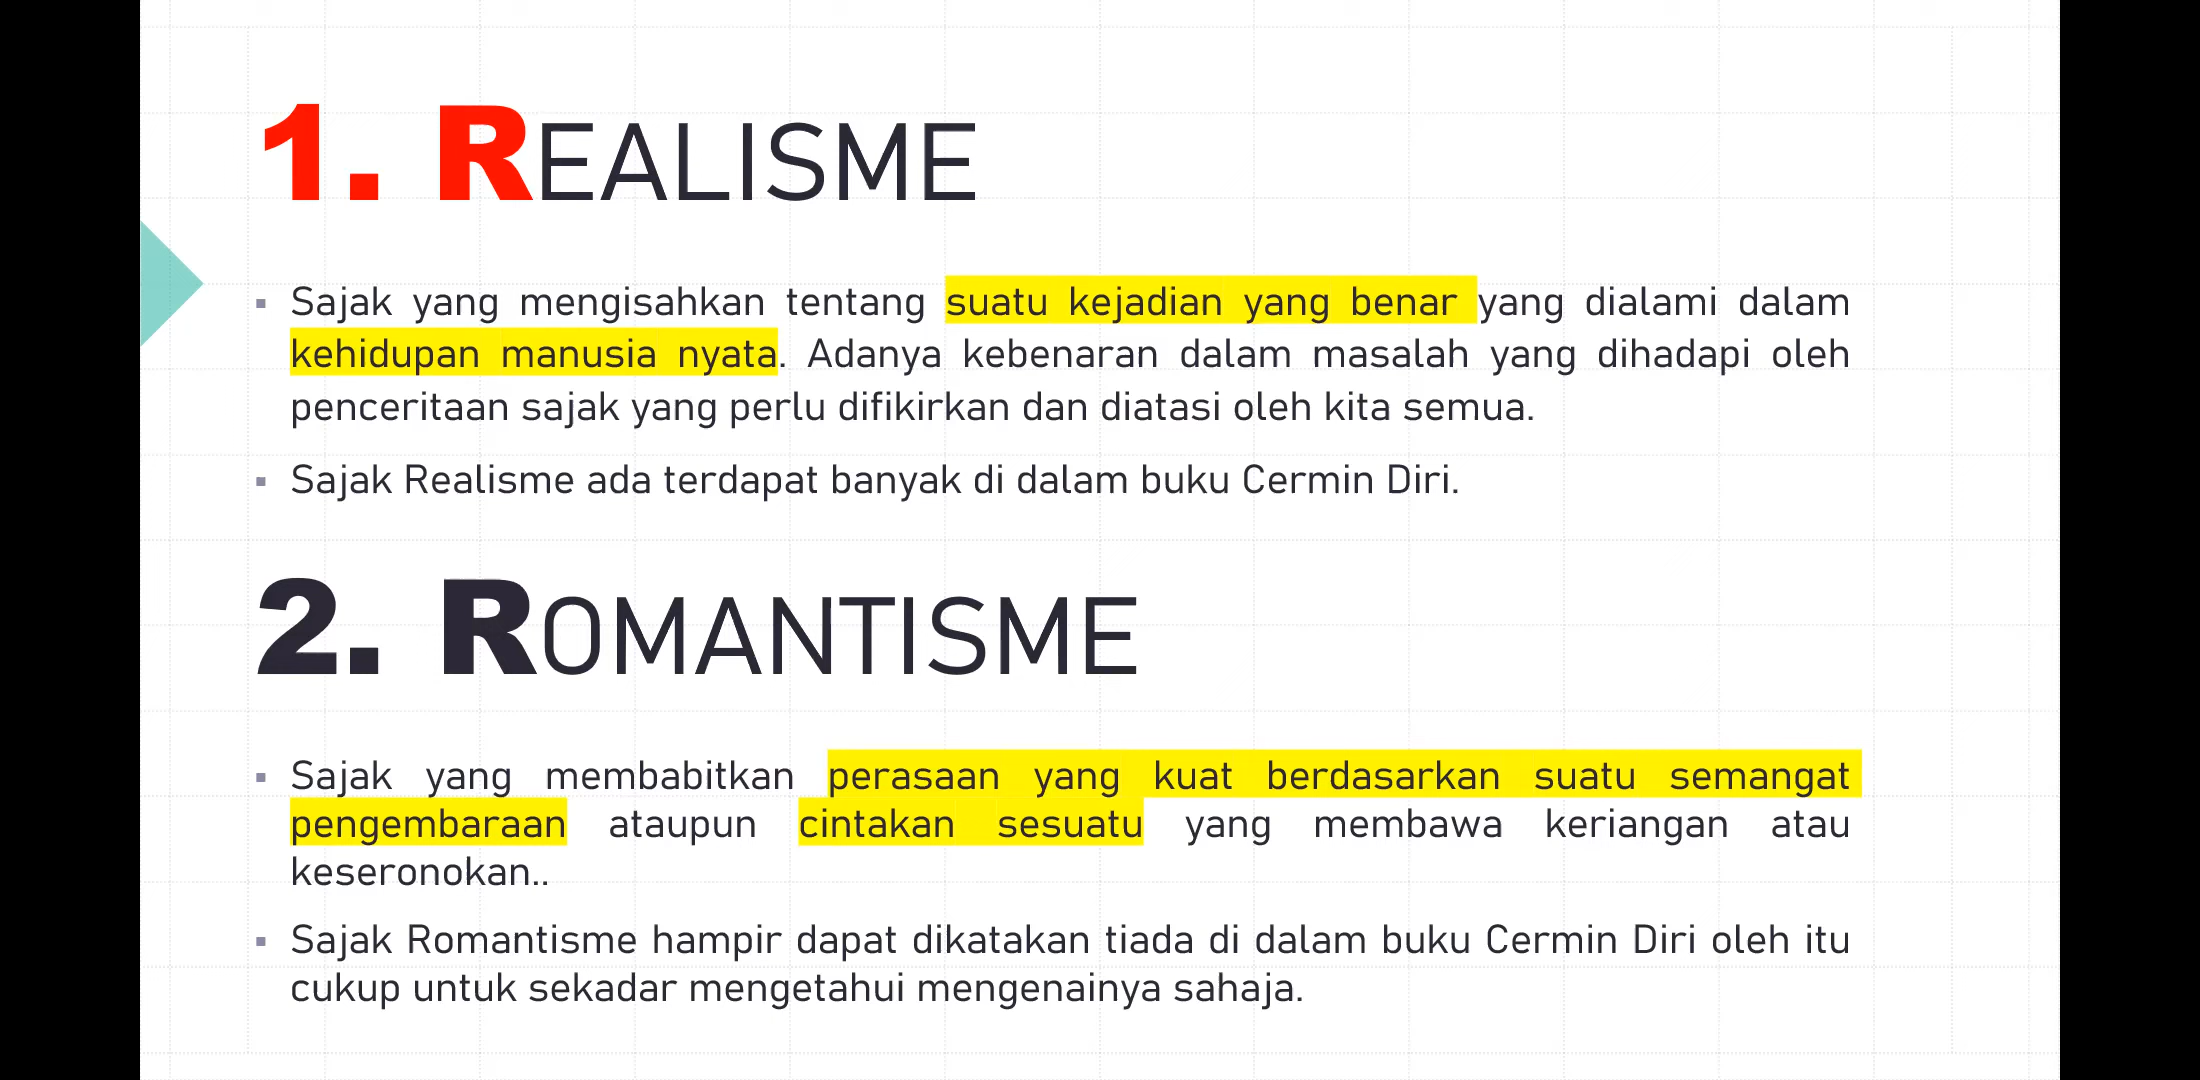 1. REALISME
▪ Sajak yang mengisahkan tentang suatu kejadian yang benar yang dialami dalam
kehidupan manusia nyata. Adanya kebenaran dalam masalah yang dihadapi oleh
penceritaan sajak yang perlu difikirkan dan diatasi oleh kita semua.
▪ Sajak Realisme ada terdapat banyak di dalam buku Cermin Diri.
2. ROMANTISME
▪ Sajak yang membabitkan perasaan yang kuat berdasarkan suatu semangat
pengembaraan ataupun cintakan sesuatu yang membawa keriangan atau
keseronokan..
▪ Sajak Romantisme hampir dapat dikatakan tiada di dalam buku Cermin Diri oleh itu
cukup untuk sekadar mengetahui mengenainya sahaja.